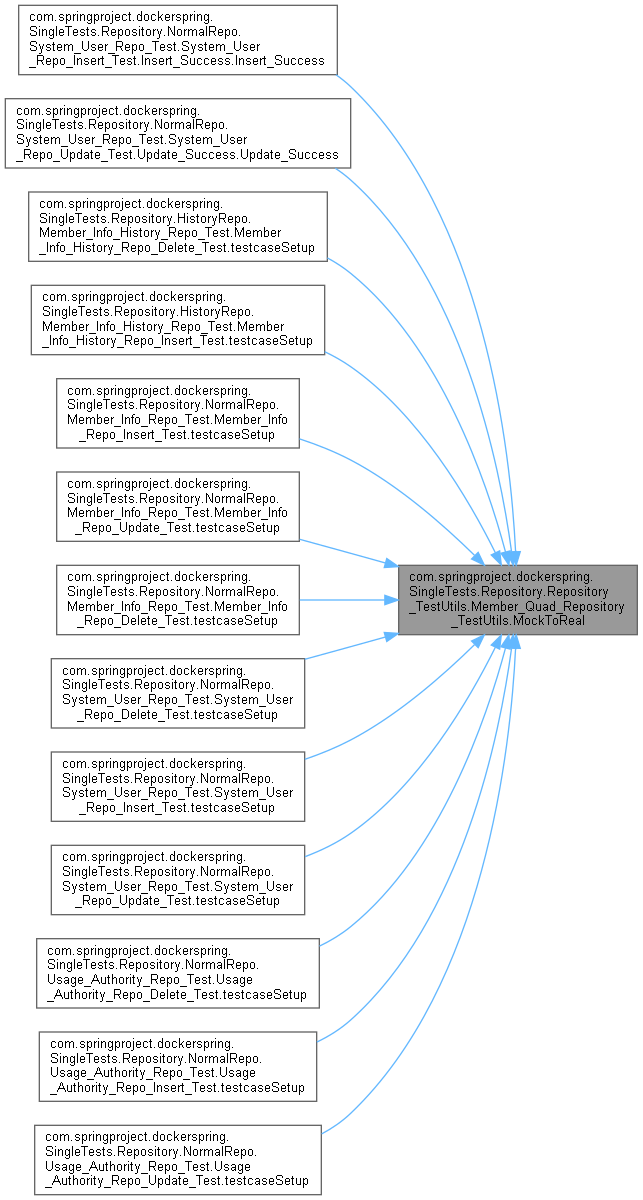 com.springproject.dockerspring.
SingleTests.Repository.NormalRepo.
System_User_Repo_Test.System_User
_Repo_Insert_Test.Insert_Success.Insert_Success
com.springproject.dockerspring.
SingleTests.Repository.NormalRepo.
System_User_Repo_Test.System_User
_Repo_Update_Test.Update_Success.Update_Success
com.springproject.dockerspring.
SingleTests.Repository.HistoryRepo.
Member_Info_History_Repo_Test.Member
_Info_History_Repo_Delete_Test.testcaseSetup
com.springproject.dockerspring.
SingleTests.Repository.HistoryRepo.
Member_Info_History_Repo_Test.Member
_Info_History_Repo_Insert_Test.testcaseSetup
com.springproject.dockerspring.
SingleTests.Repository.NormalRepo.
Member_Info_Repo_Test.Member_Info
_Repo_Insert_Test.testcaseSetup
com.springproject.dockerspring.
SingleTests.Repository.NormalRepo.
Member_Info_Repo_Test.Member_Info
_Repo_Update_Test.testcaseSetup
com.springproject.dockerspring.
SingleTests.Repository.NormalRepo.
Member_Info_Repo_Test.Member_Info
_Repo_Delete_Test.testcaseSetup
com.springproject.dockerspring.
SingleTests.Repository.Repository
_TestUtils.Member_Quad_Repository
_TestUtils.MockToReal
com.springproject.dockerspring.
SingleTests.Repository.NormalRepo.
System_User_Repo_Test.System_User
_Repo_Delete_Test.testcaseSetup
com.springproject.dockerspring.
SingleTests.Repository.NormalRepo.
System_User_Repo_Test.System_User
_Repo_Insert_Test.testcaseSetup
com.springproject.dockerspring.
SingleTests.Repository.NormalRepo.
System_User_Repo_Test.System_User
_Repo_Update_Test.testcaseSetup
com.springproject.dockerspring.
SingleTests.Repository.NormalRepo.
Usage_Authority_Repo_Test.Usage
_Authority_Repo_Delete_Test.testcaseSetup
com.springproject.dockerspring.
SingleTests.Repository.NormalRepo.
Usage_Authority_Repo_Test.Usage
_Authority_Repo_Insert_Test.testcaseSetup
com.springproject.dockerspring.
SingleTests.Repository.NormalRepo.
Usage_Authority_Repo_Test.Usage
_Authority_Repo_Update_Test.testcaseSetup